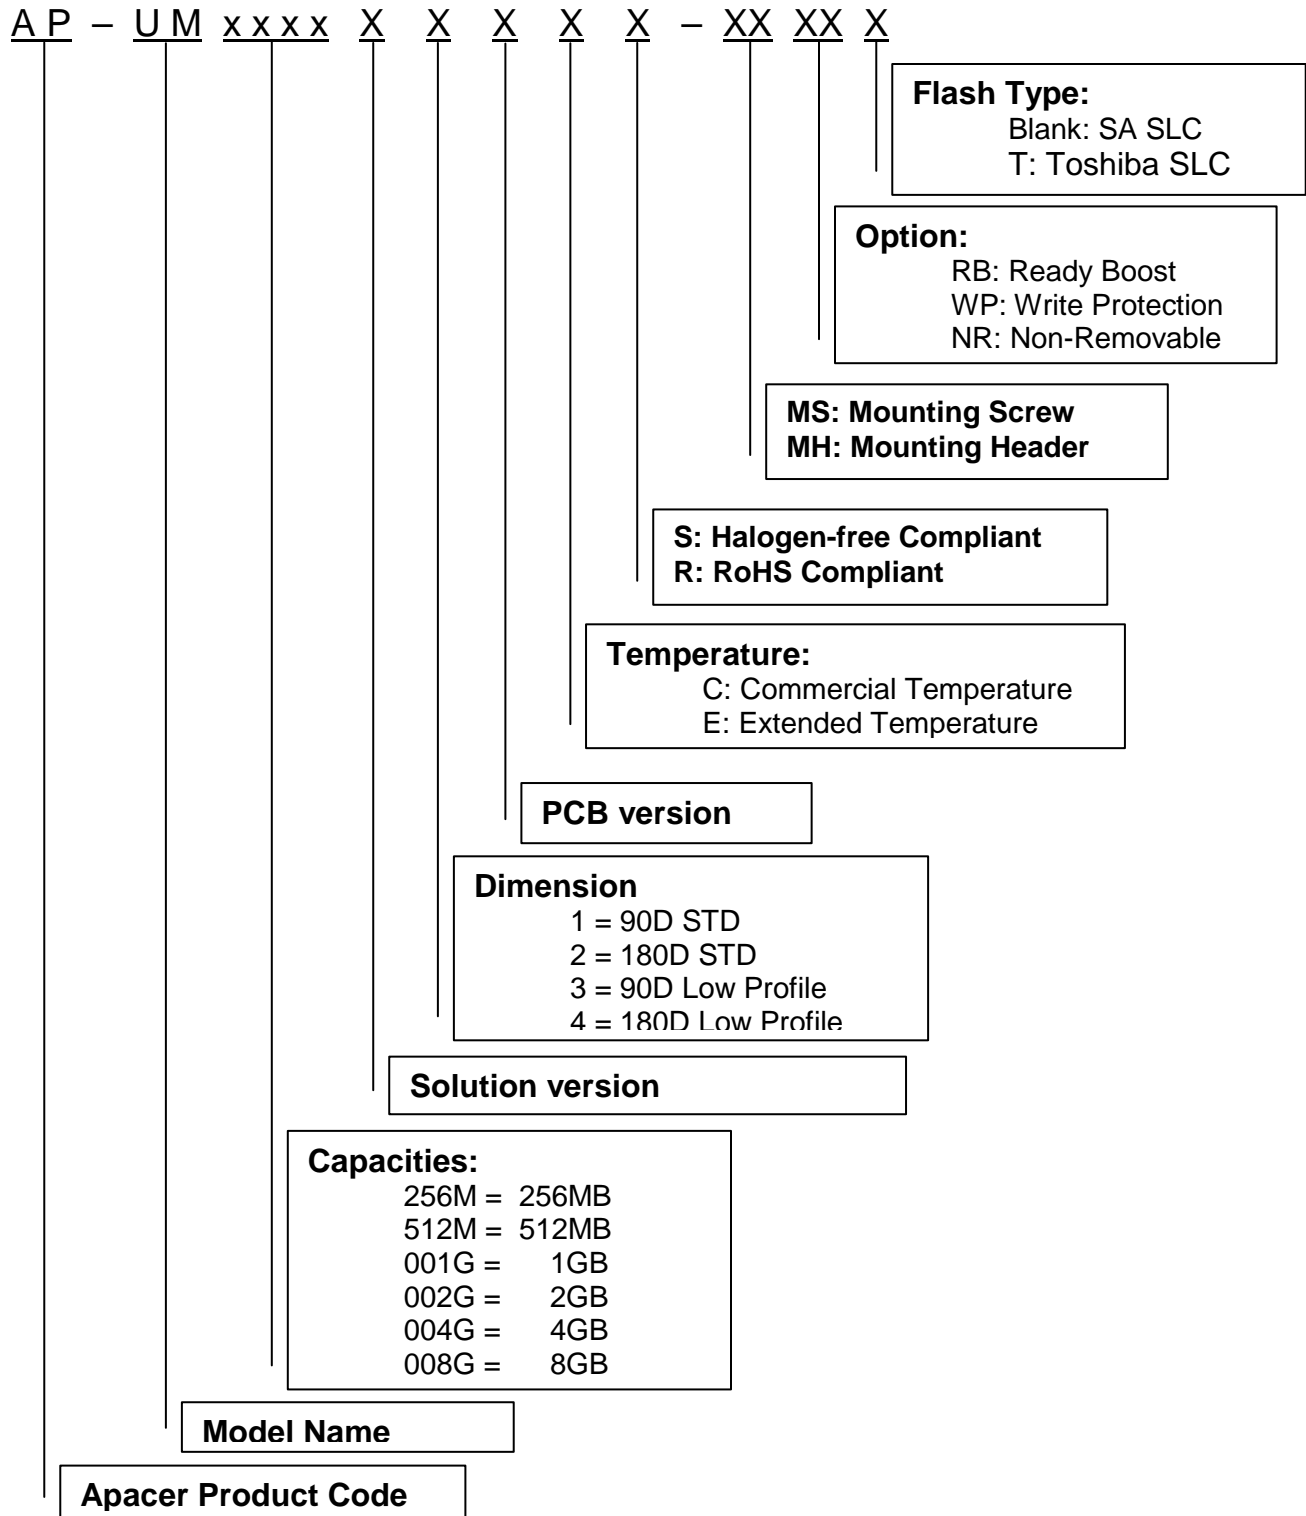 AP – UM xxxx X X X X X – XX XX X
Flash Type:
Blank: SA SLC
T: Toshiba SLC
Option:
RB: Ready Boost
WP: Write Protection
NR: Non-Removable
MS: Mounting Screw
MH: Mounting Header
S: Halogen-free Compliant
R: RoHS Compliant
Temperature:
C: Commercial Temperature
E: Extended Temperature
PCB version
Dimension
1 = 90D STD
2 = 180D STD
3 = 90D Low Profile
4 = 180D Low Profile
Solution version
Capacities:
256M = 256MB
512M = 512MB
001G = 1GB
002G = 2GB
004G = 4GB
008G = 8GB
Model Name
Apacer Product Code